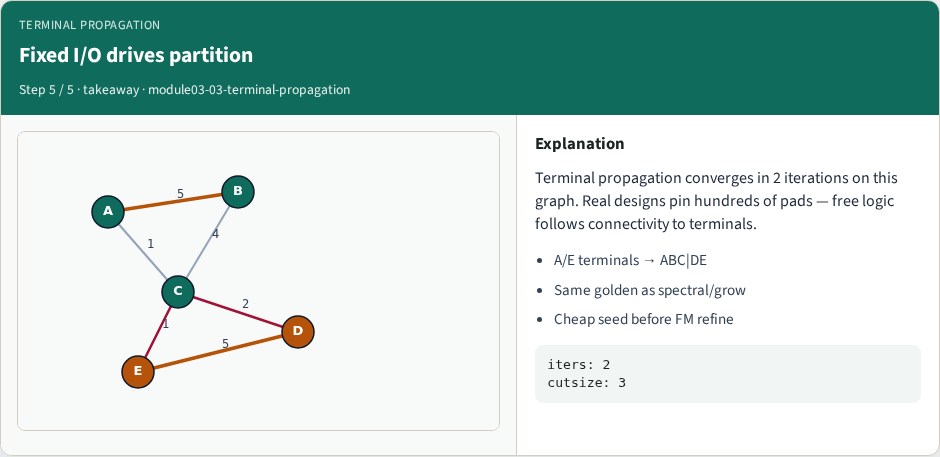 TERMINAL PROPAGATION
Fixed I/O drives partition
Step 5 / 5 · takeaway · module03-03-terminal-propagation
5
B
A
4
1
C
2
1
D
5
E
Explanation
Terminal propagation converges in 2 iterations on this
graph. Real designs pin hundreds of pads — free logic
follows connectivity to terminals.
• A/E terminals → ABC|DE
• Same golden as spectral/grow
• Cheap seed before FM refine
iters: 2
cutsize: 3